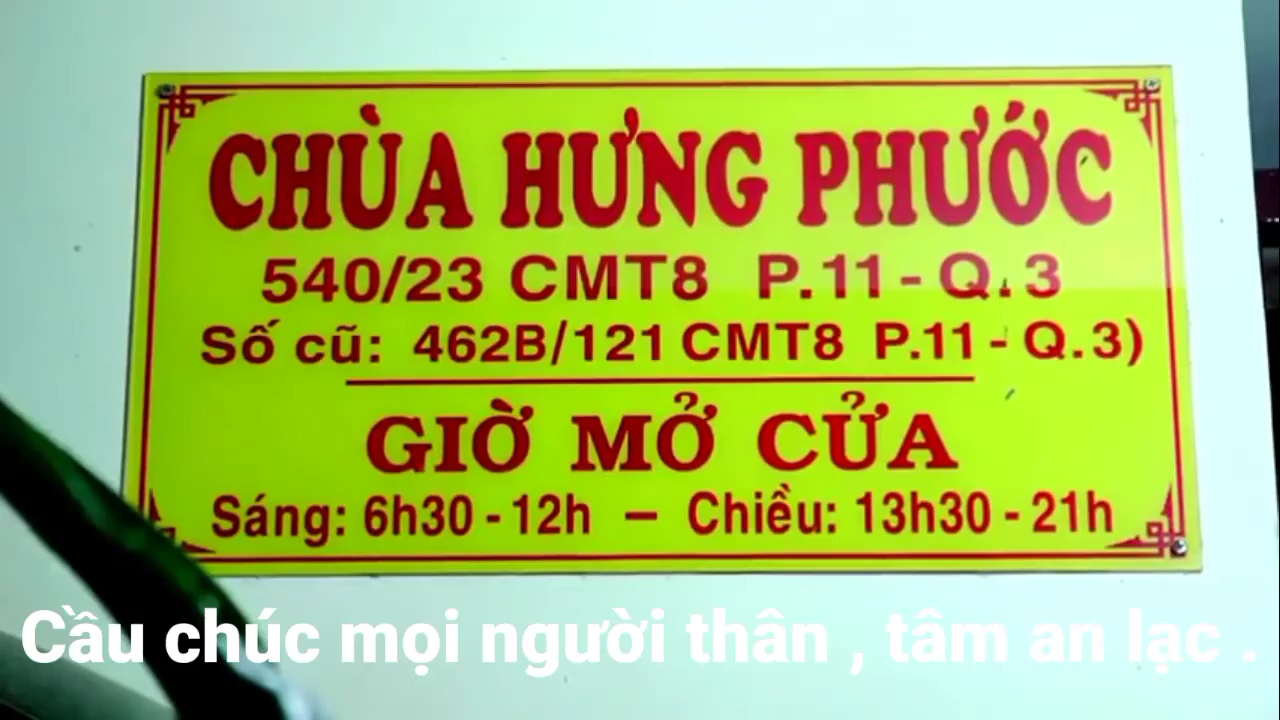 CHÙA HƯNG PHƯỚC
540/23 CMT8 P.11 - Q.3
Số cũ: 462B/121 CMT8 P.11 - Q.3)
GIỜ MỞ CỬA
Sáng: 6h30 - 12h – Chiều: 13h30 - 21h
Cầu chúc mọi người thân , tâm an lạc .